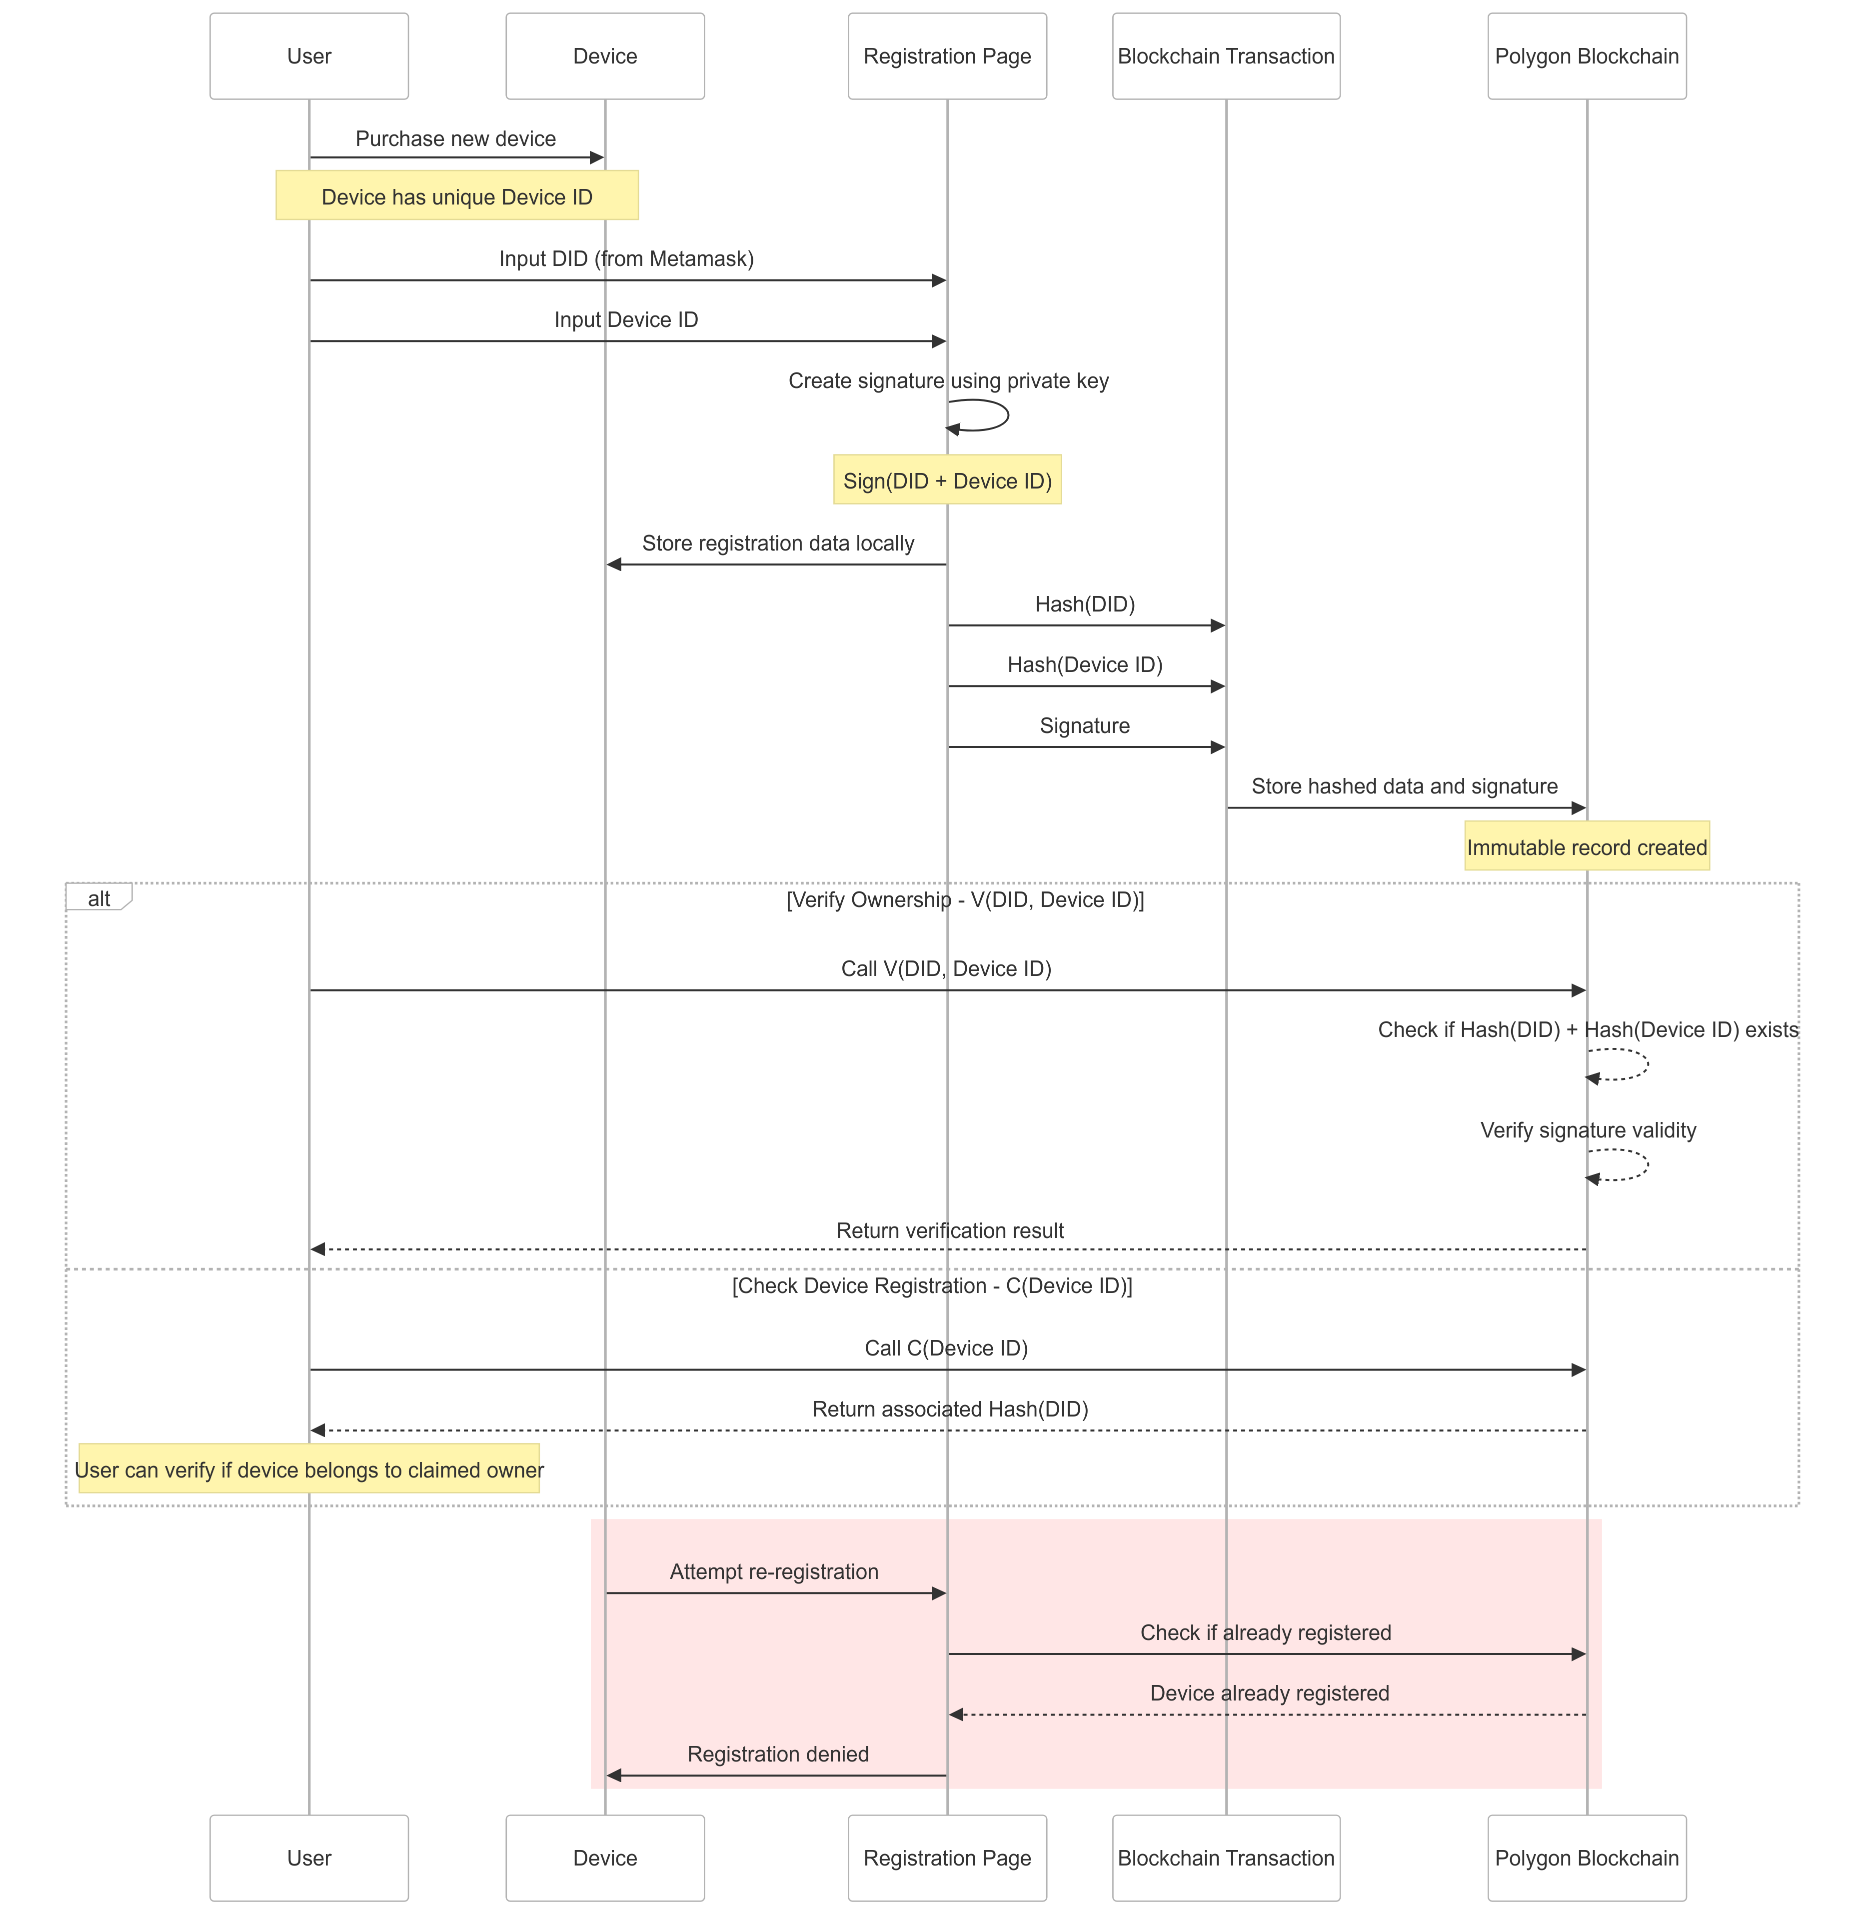 User
Device
Registration Page
Blockchain Transaction
Polygon Blockchain
Purchase new device
Device has unique Device ID
Input DID (from Metamask)
Input Device ID
Create signature using private key
Sign(DID + Device ID)
Store registration data locally
Hash(DID)
Hash(Device ID)
Signature
Store hashed data and signature
Immutable record created
alt
[Verify Ownership - V(DID, Device ID)]
Call V(DID, Device ID)
Check if Hash(DID) + Hash(Device ID) exists
Verify signature validity
Return verification result
[Check Device Registration - C(Device ID)]
Call C(Device ID)
Return associated Hash(DID)
User can verify if device belongs to claimed owner
Attempt re-registration
Check if already registered
Device already registered
Registration denied
User
Device
Registration Page
Blockchain Transaction
Polygon Blockchain